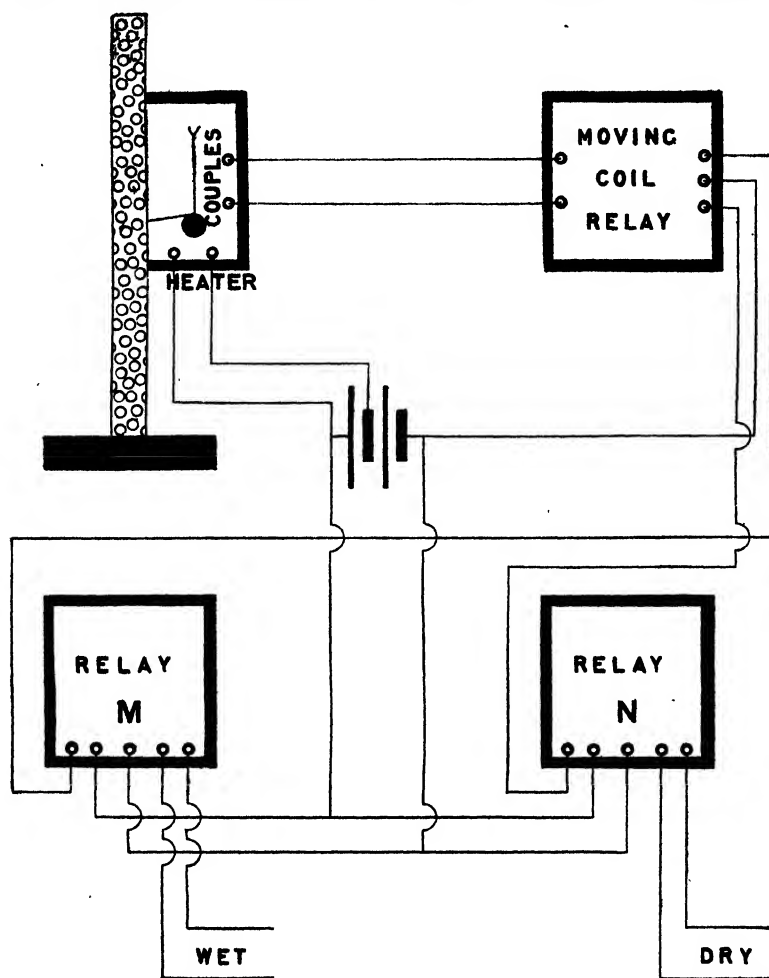 COUPLES
HEATER
MOVING
COIL
RELAY
RELAY
M
RELAY
N
WET
DRY